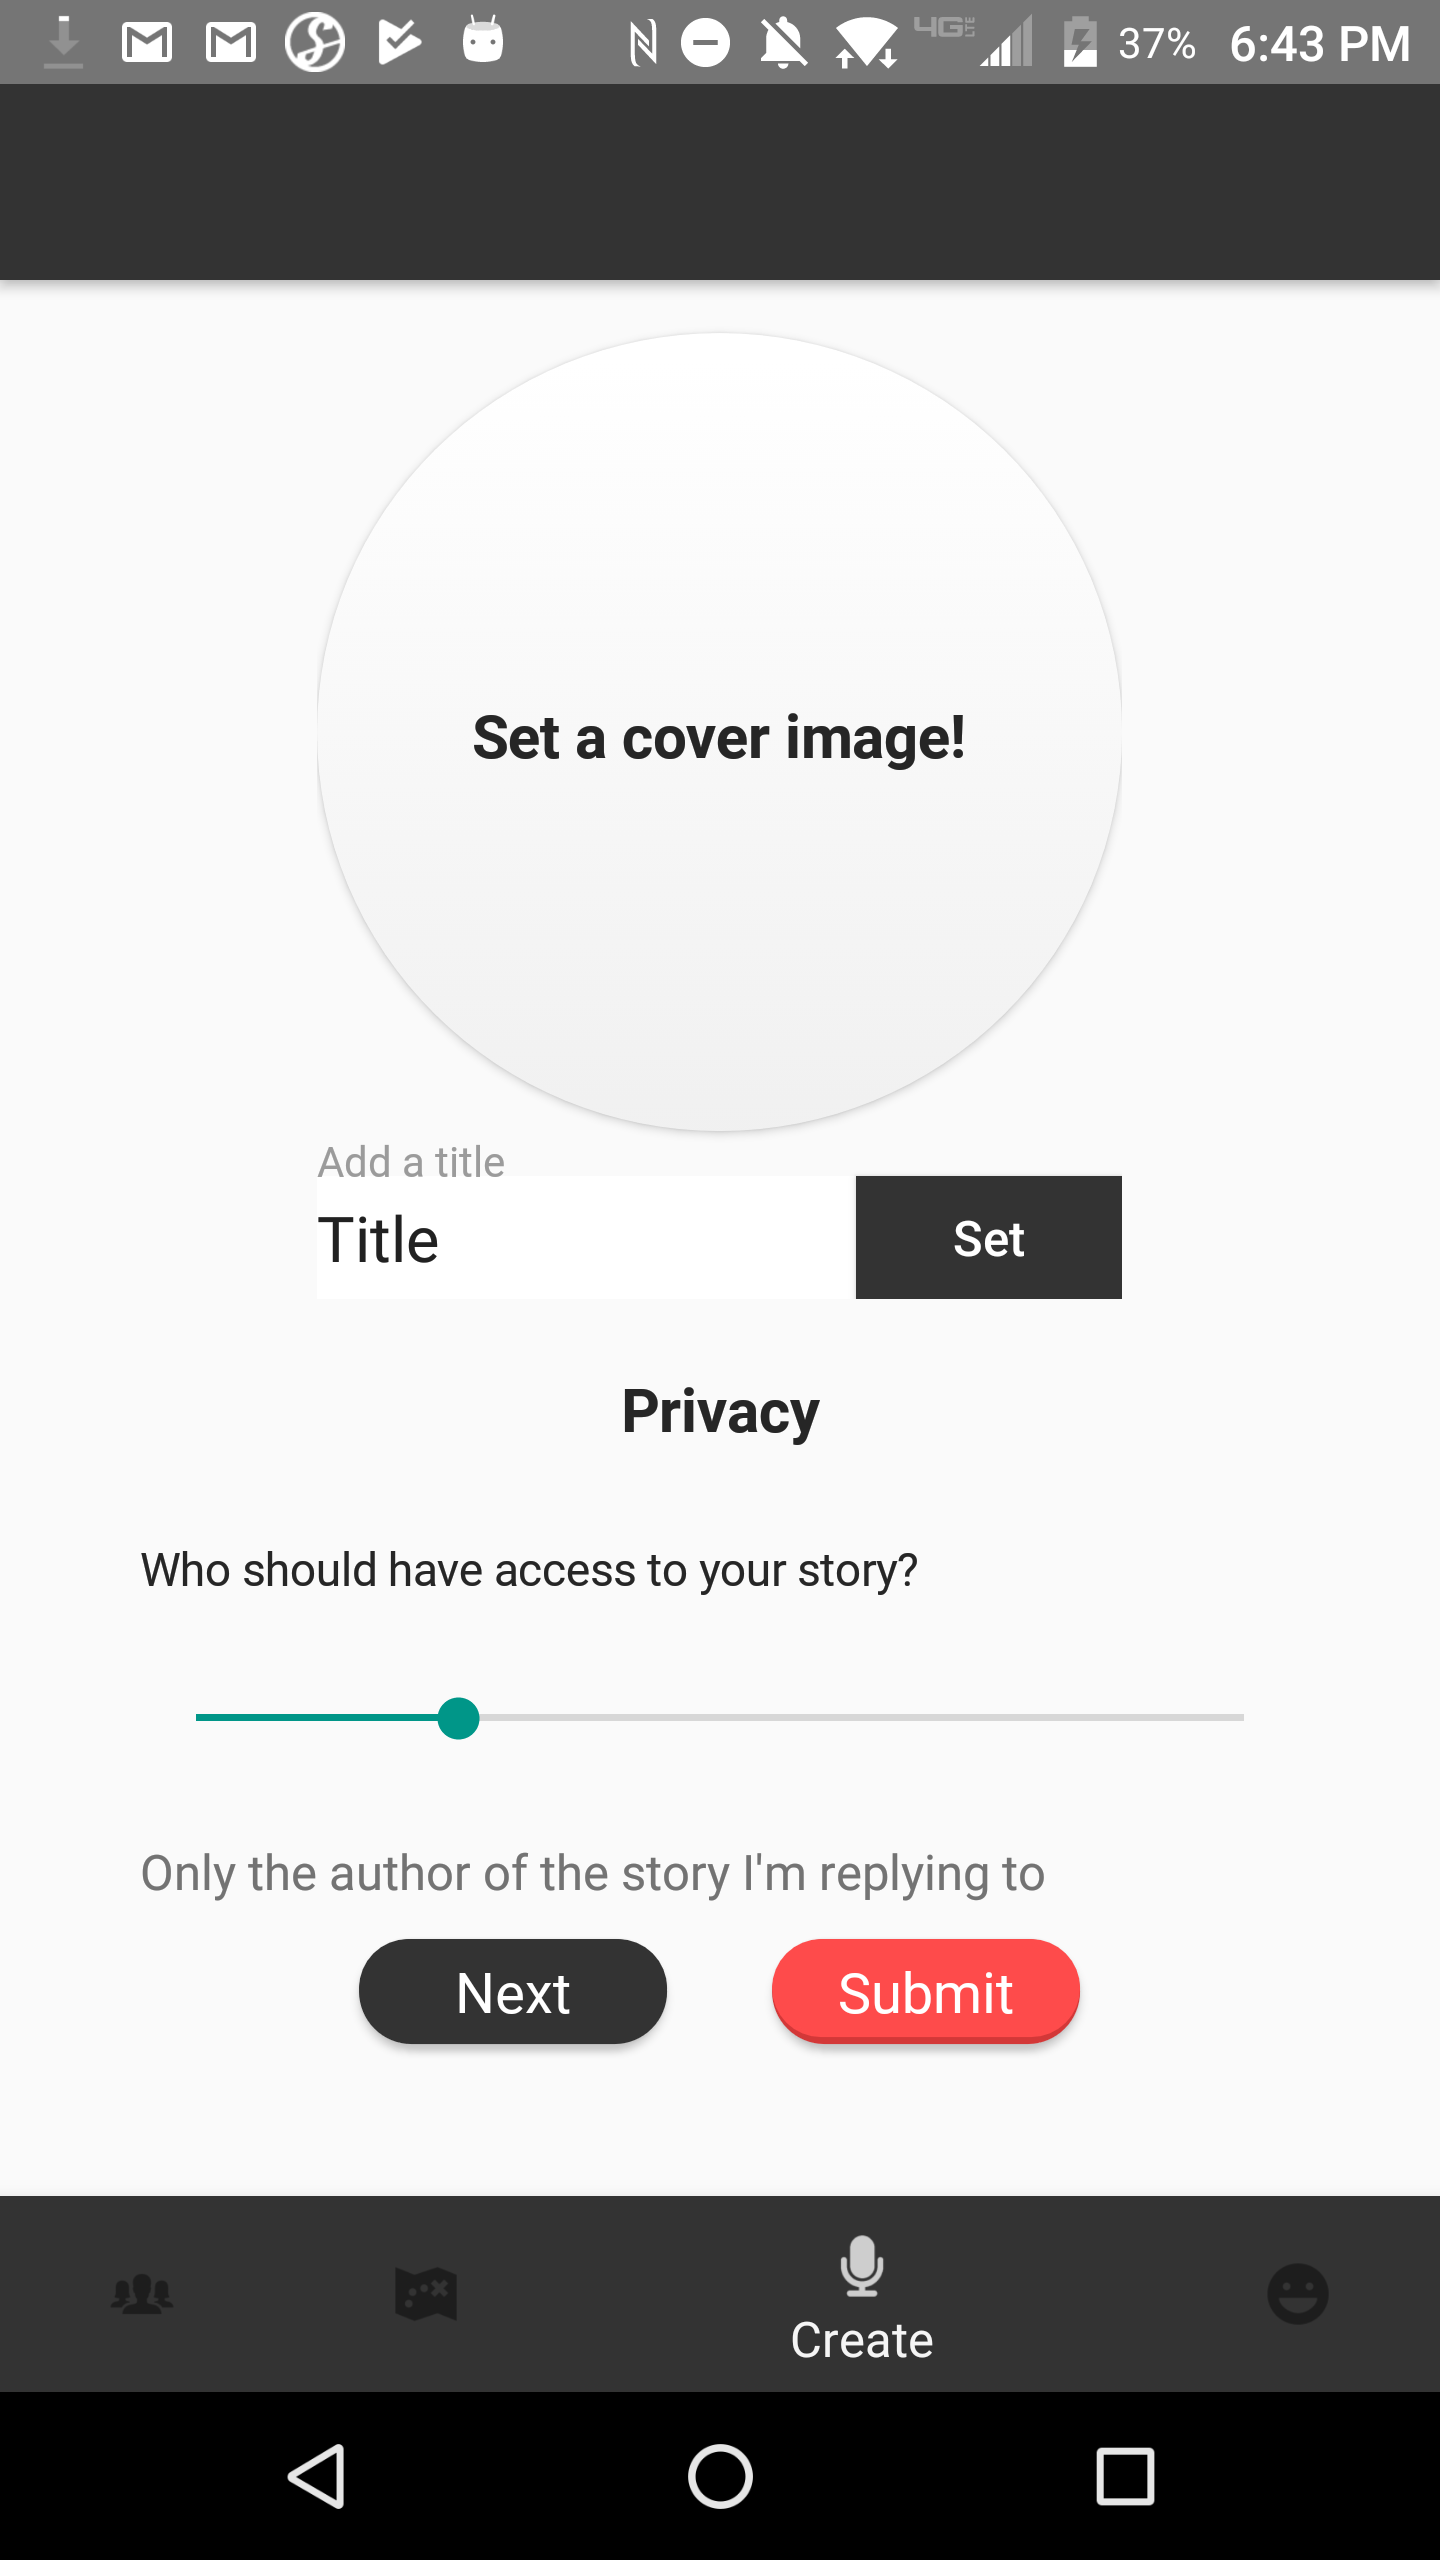 4G LTE 37% 6:43 PM
Set a cover image!
Add a title
Title
Set
Privacy
Who should have access to your story?
Only the author of the story I'm replying to
Next Submit
Create